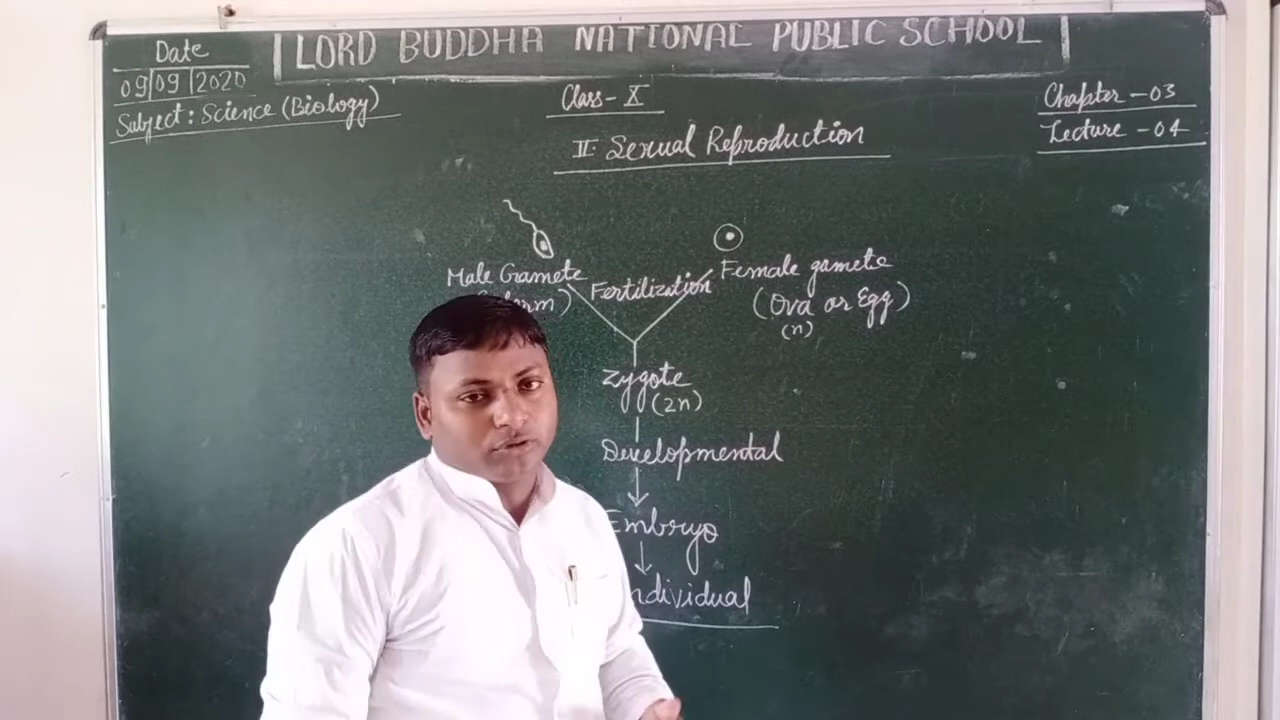 Date
LORD BUDDHA NATIONAL PUBLIC SCHOOL
09/09/2020
Subject: Science (Biology)
Class - X
Chapter - 03
Lecture - 04
II. Sexual Reproduction
Male Gamete
Fertilization
Female gamete
(Ova or Egg)
(n)
Zygote
(2n)
Developmental
Embryo